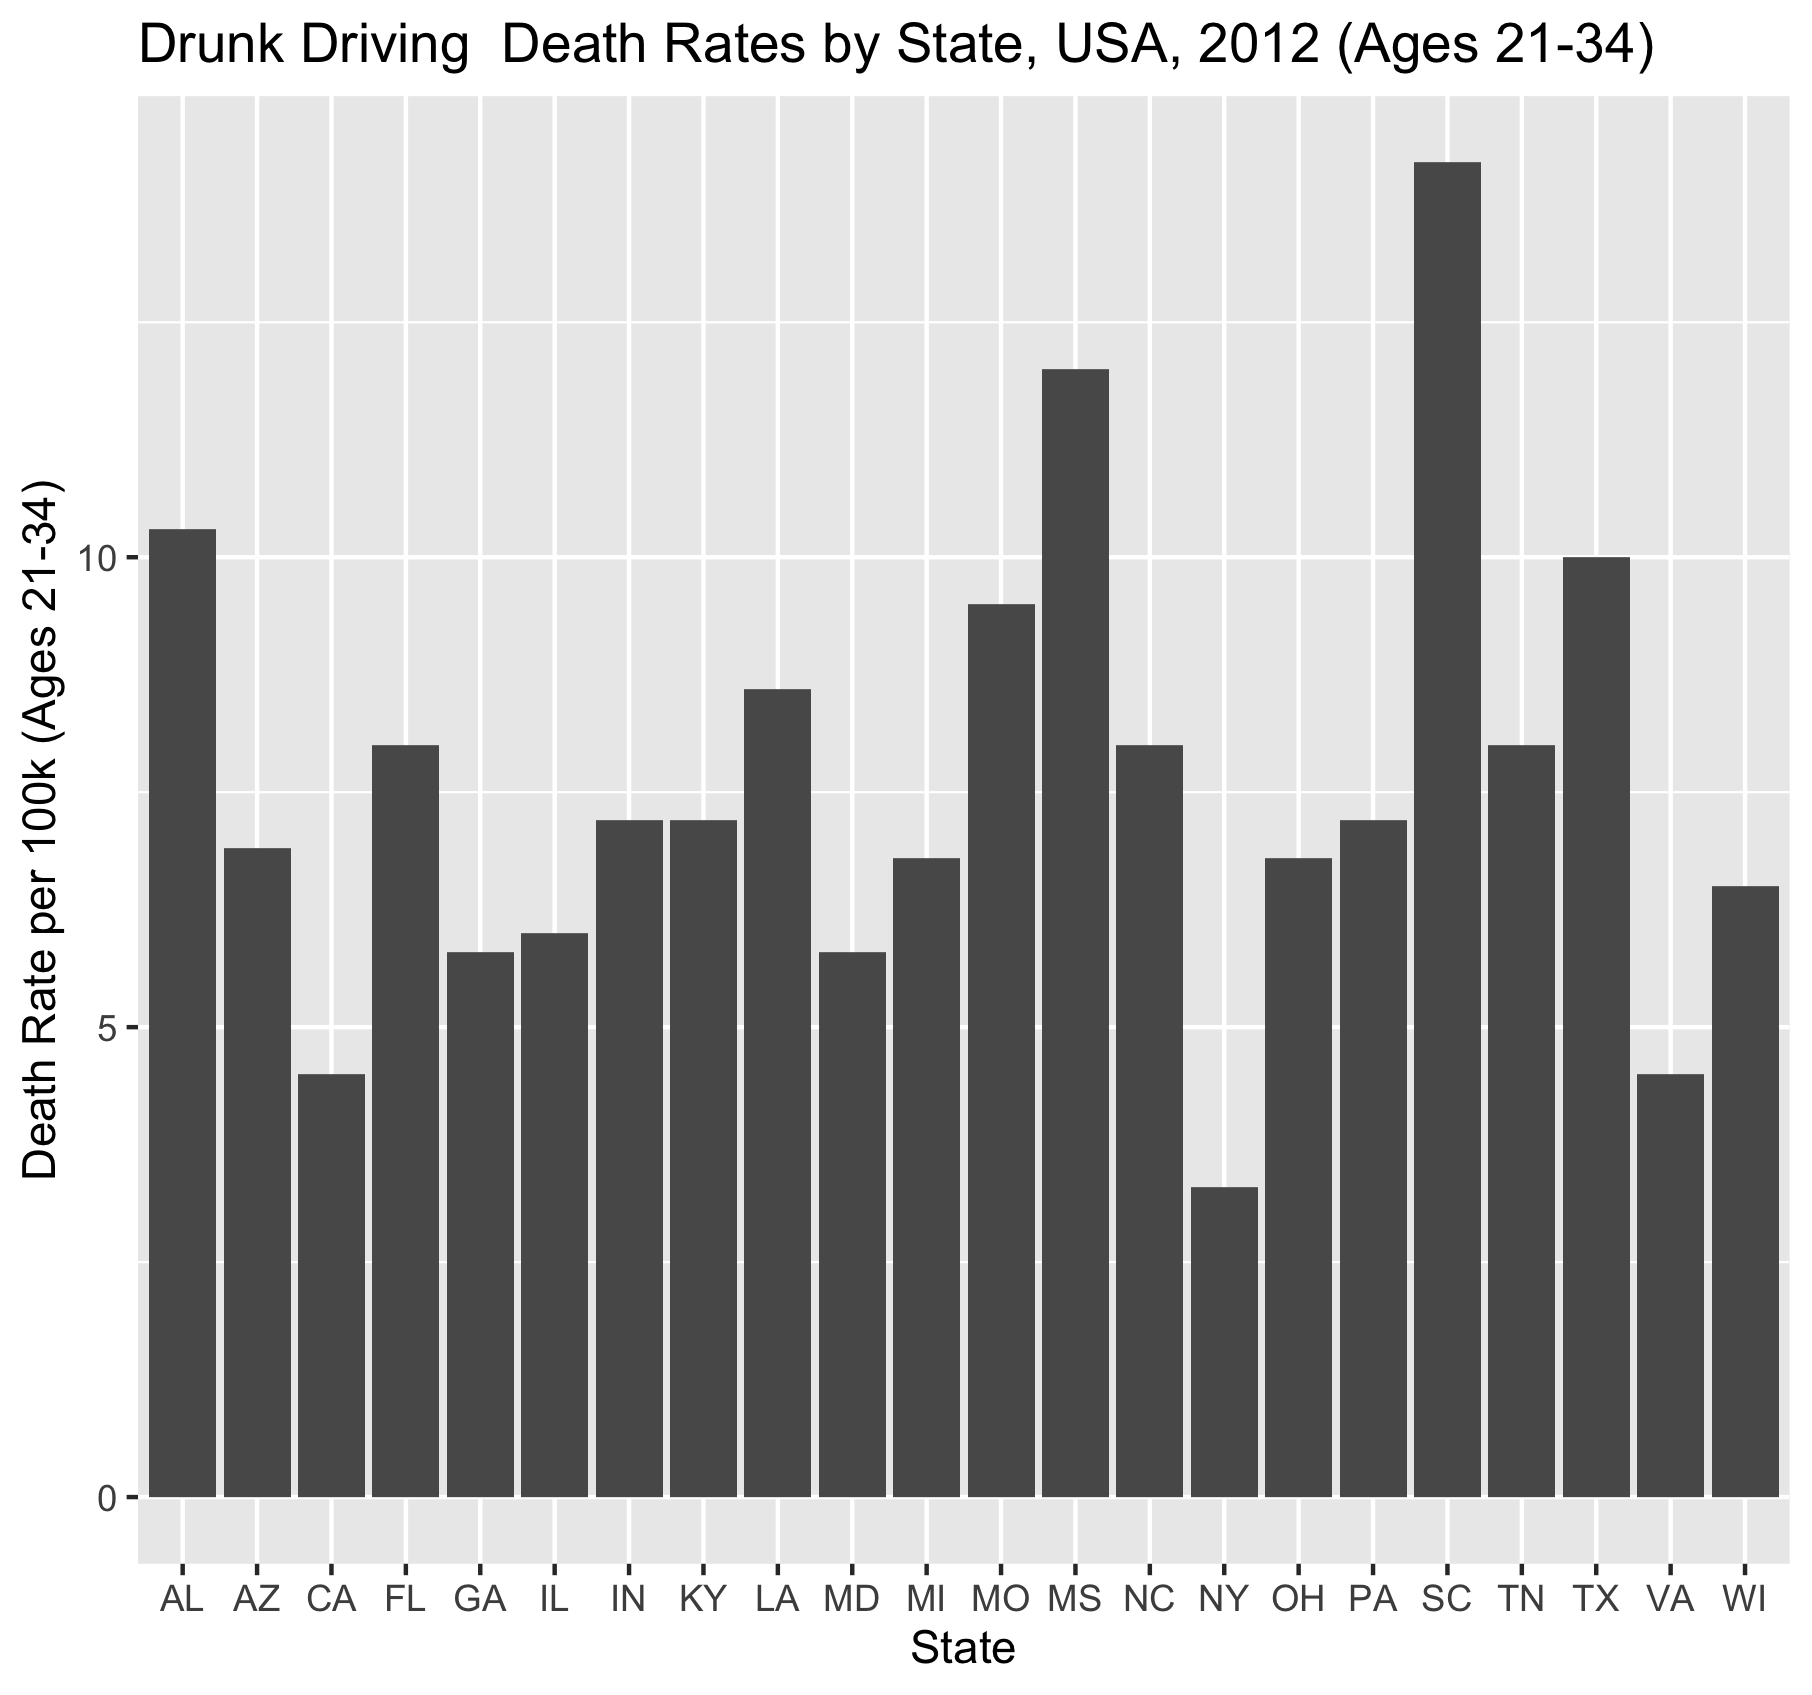 Drunk Driving  Death Rates by State, USA, 2012 (Ages 21-34)
Death Rate per 100k (Ages 21-34)
10
5
0
AL AZ CA FL GA IL IN KY LA MD MI MO MS NC NY OH PA SC TN TX VA WI
State